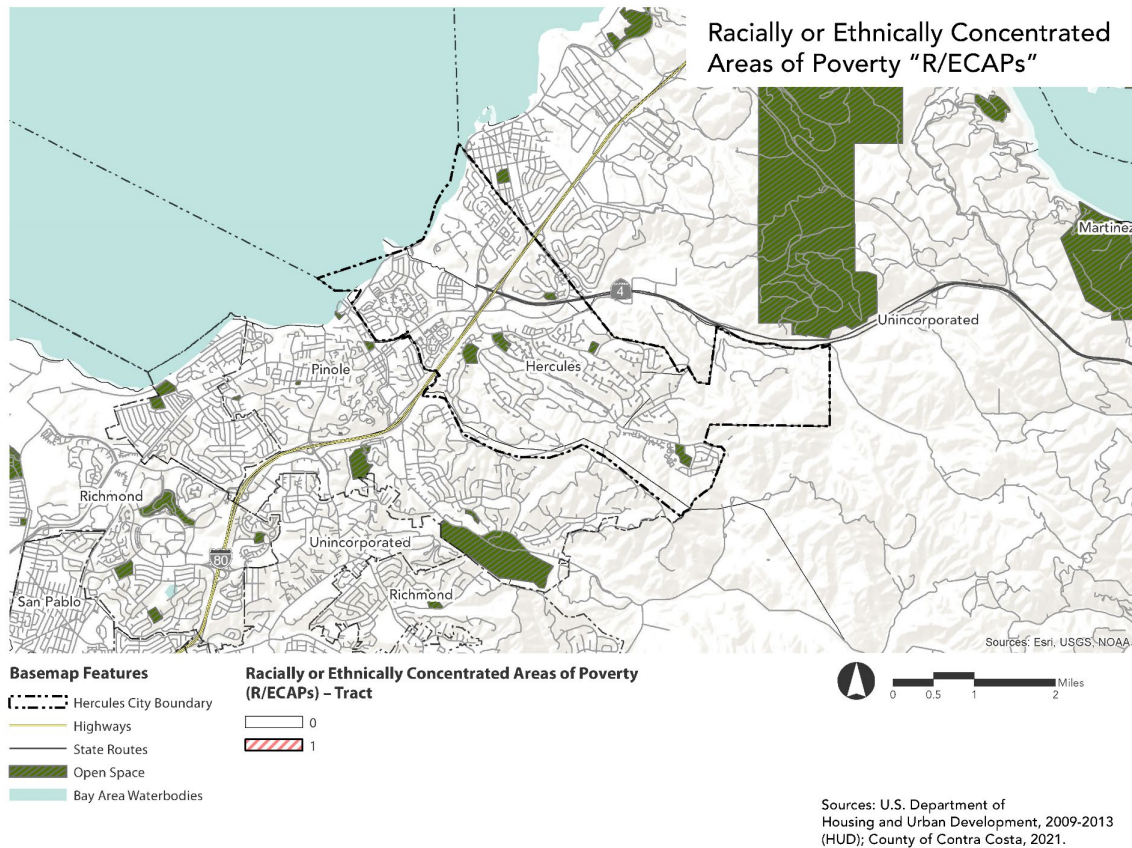 Racially or Ethnically Concentrated
Areas of Poverty “R/ECAPs”
Martinez
4
Unincorporated
Hercules
Pinole
Richmond
80
Unincorporated
Richmond
San Pablo
Sources: Esri, USGS, NOAA
Basemap Features
Hercules City Boundary
Highways
State Routes
Open Space
Bay Area Waterbodies
Racially or Ethnically Concentrated Areas of Poverty
(R/ECAPs) – Tract
0
1
0 0.5 1 2 Miles
Sources: U.S. Department of
Housing and Urban Development, 2009-2013
(HUD); County of Contra Costa, 2021.